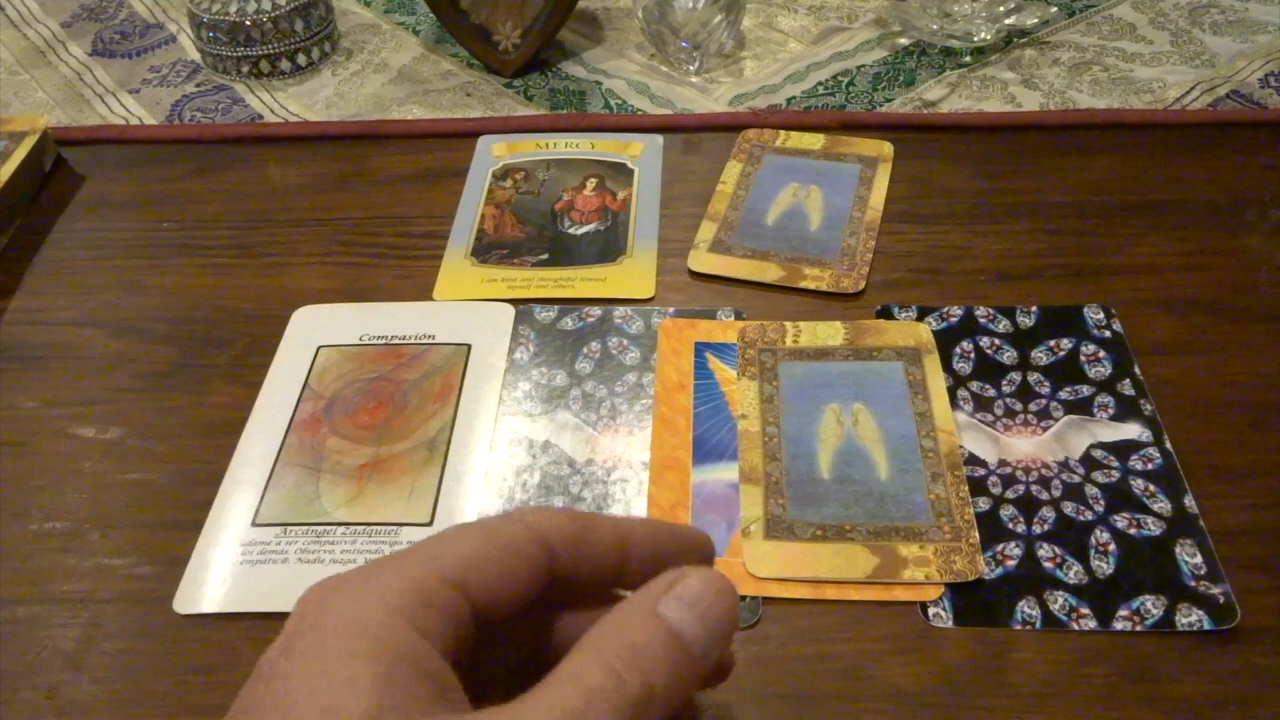 MERCY
I am kind and thoughtful toward
myself and others.
Compasión
Arcángel Zadquiel:
ser compasiv@ conmigo
los demás. Observo, entiendo,
empátic@. Nadie juzga.